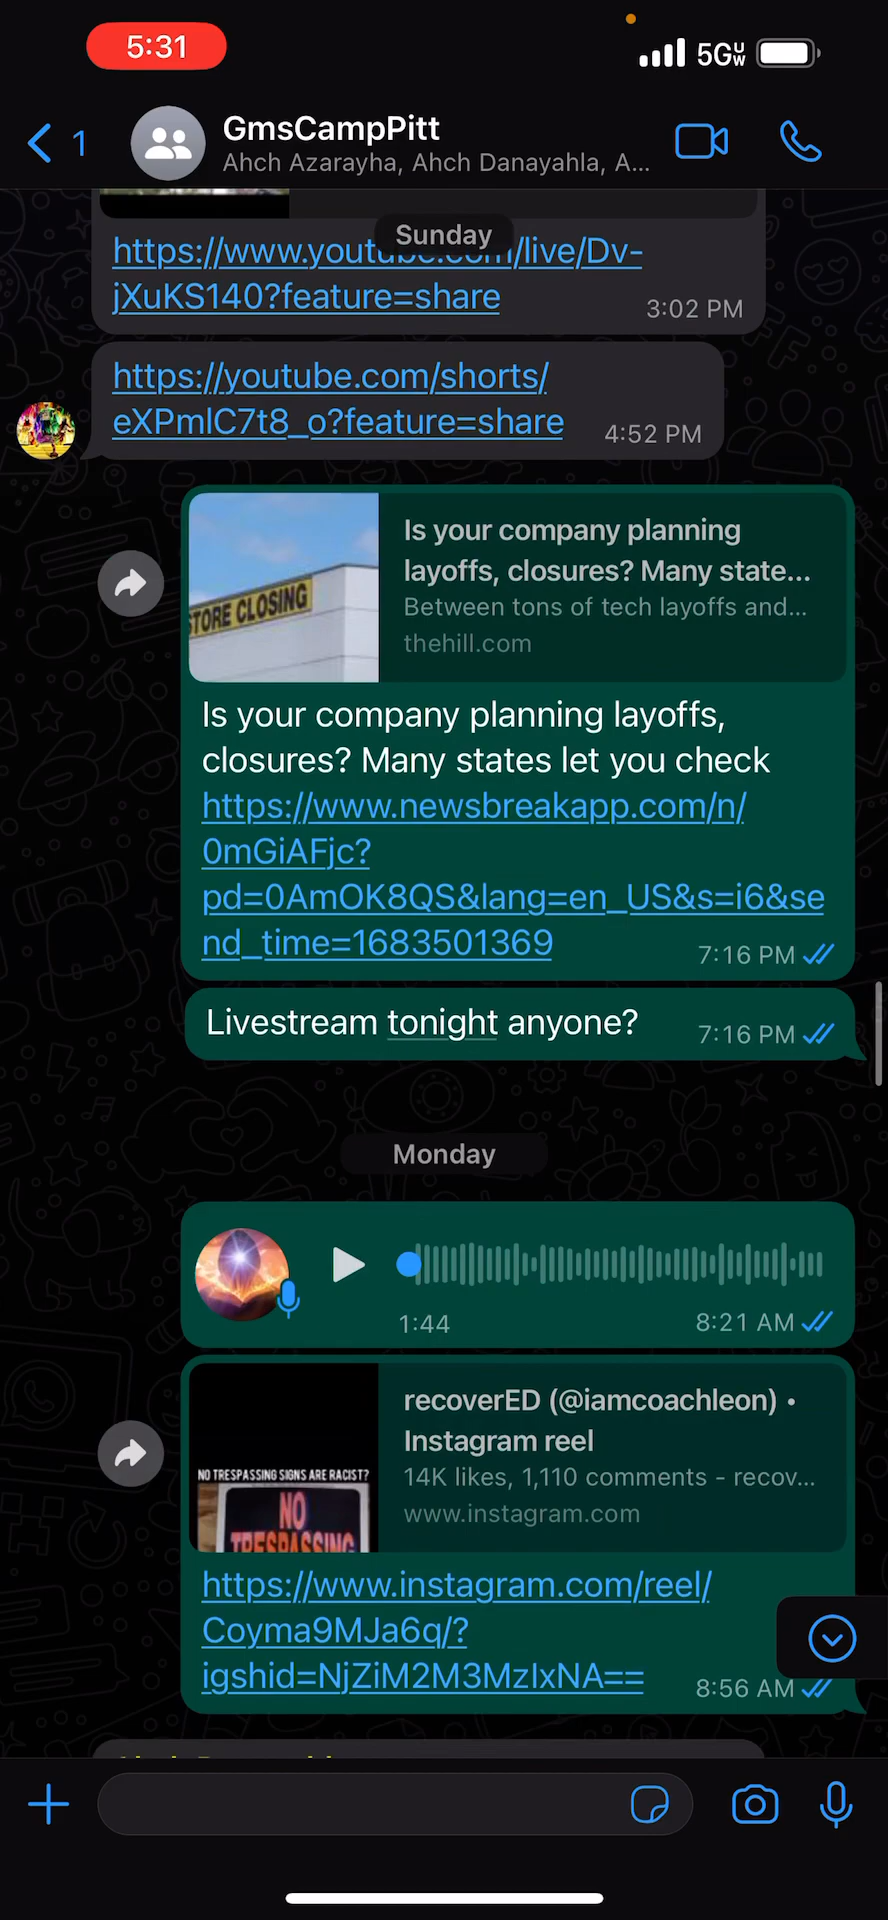 5:31
5GUW
1
GmsCampPitt
Ahch Azarayha, Ahch Danayahla, A...
Sunday
https://www.youtube.com/live/Dv-
jXuKS140?feature=share
3:02 PM
https://youtube.com/shorts/
eXPmlC7t8_o?feature=share
4:52 PM
STORE CLOSING
Is your company planning
layoffs, closures? Many state...
Between tons of tech layoffs and...
thehill.com
Is your company planning layoffs,
closures? Many states let you check
https://www.newsbreakapp.com/n/
0mGiAFjc?
pd=0AmOK8QS&lang=en_US&s=i6&se
nd_time=1683501369
7:16 PM
Livestream tonight anyone?
7:16 PM
Monday
1:44
8:21 AM
NO TRESPASSING SIGNS ARE RACIST?
NO
TRESPASSING
recoverED (@iamcoachleon) •
Instagram reel
14K likes, 1,110 comments - recov...
www.instagram.com
https://www.instagram.com/reel/
Coyma9MJa6q/?
igshid=NjZiM2M3MzIxNA==
8:56 AM